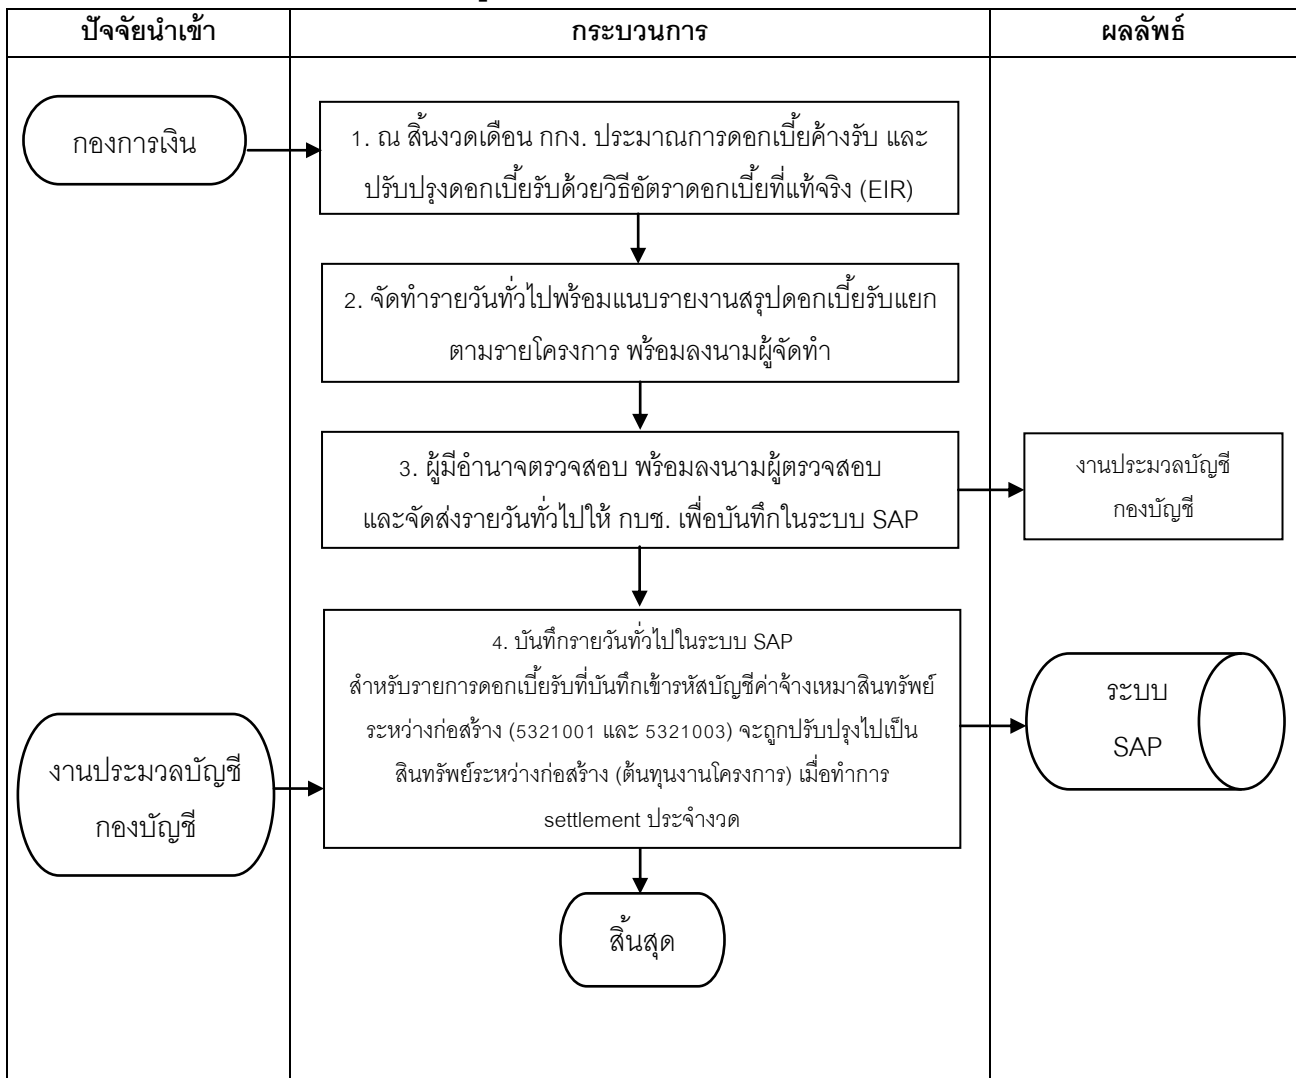 ปัจจัยนำเข้า
กระบวนการ
ผลลัพธ์
กองการเงิน
1. ณ สิ้นงวดเดือน กกง. ประมาณการดอกเบี้ยค้างรับ และ
ปรับปรุงดอกเบี้ยรับด้วยวิธีอัตราดอกเบี้ยที่แท้จริง (EIR)
2. จัดทำรายวันทั่วไปพร้อมแนบรายงานสรุปดอกเบี้ยรับแยก
ตามรายโครงการ พร้อมลงนามผู้จัดทำ
3. ผู้มีอำนาจตรวจสอบ พร้อมลงนามผู้ตรวจสอบ
และจัดส่งรายวันทั่วไปให้ กบช. เพื่อบันทึกในระบบ SAP
งานประมวลบัญชี
กองบัญชี
4. บันทึกรายวันทั่วไปในระบบ SAP
สำหรับรายการดอกเบี้ยรับที่บันทึกเข้ารหัสบัญชีค่าจ้างเหมาสินทรัพย์
ระหว่างก่อสร้าง (5321001 และ 5321003) จะถูกปรับปรุงไปเป็น
สินทรัพย์ระหว่างก่อสร้าง (ต้นทุนงานโครงการ) เมื่อทำการ
settlement ประจำงวด
ระบบ
SAP
งานประมวลบัญชี
กองบัญชี
สิ้นสุด